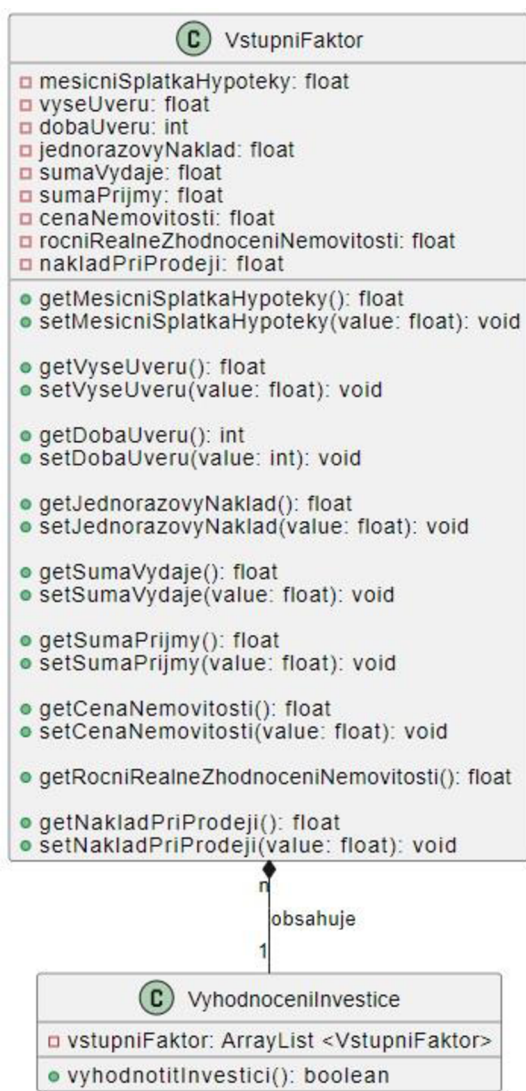 C VstupniFaktor
mesicniSplatkaHypoteky: float
vyseUveru: float
dobaUveru: int
jednorazovyNaklad: float
sumaVydaje: float
sumaPrijmy: float
cenaNemovitosti: float
rocniRealneZhodnoceniNemovitosti: float
nakladPriProdeji: float
getMesicniSplatkaHypoteky(): float
setMesicniSplatkaHypoteky(value: float): void
getVyseUveru(): float
setVyseUveru(value: float): void
getDobaUveru(): int
setDobaUveru(value: int): void
getJednorazovyNaklad(): float
setJednorazovyNaklad(value: float): void
getSumaVydaje(): float
setSumaVydaje(value: float): void
getSumaPrijmy(): float
setSumaPrijmy(value: float): void
getCenaNemovitosti(): float
setCenaNemovitosti(value: float): void
getRocniRealneZhodnoceniNemovitosti(): float
getNakladPriProdeji(): float
setNakladPriProdeji(value: float): void
n
obsahuje
1
C VyhodnoceniInvestice
vstupniFaktor: ArrayList <VstupniFaktor>
vyhodnotitInvestici(): boolean